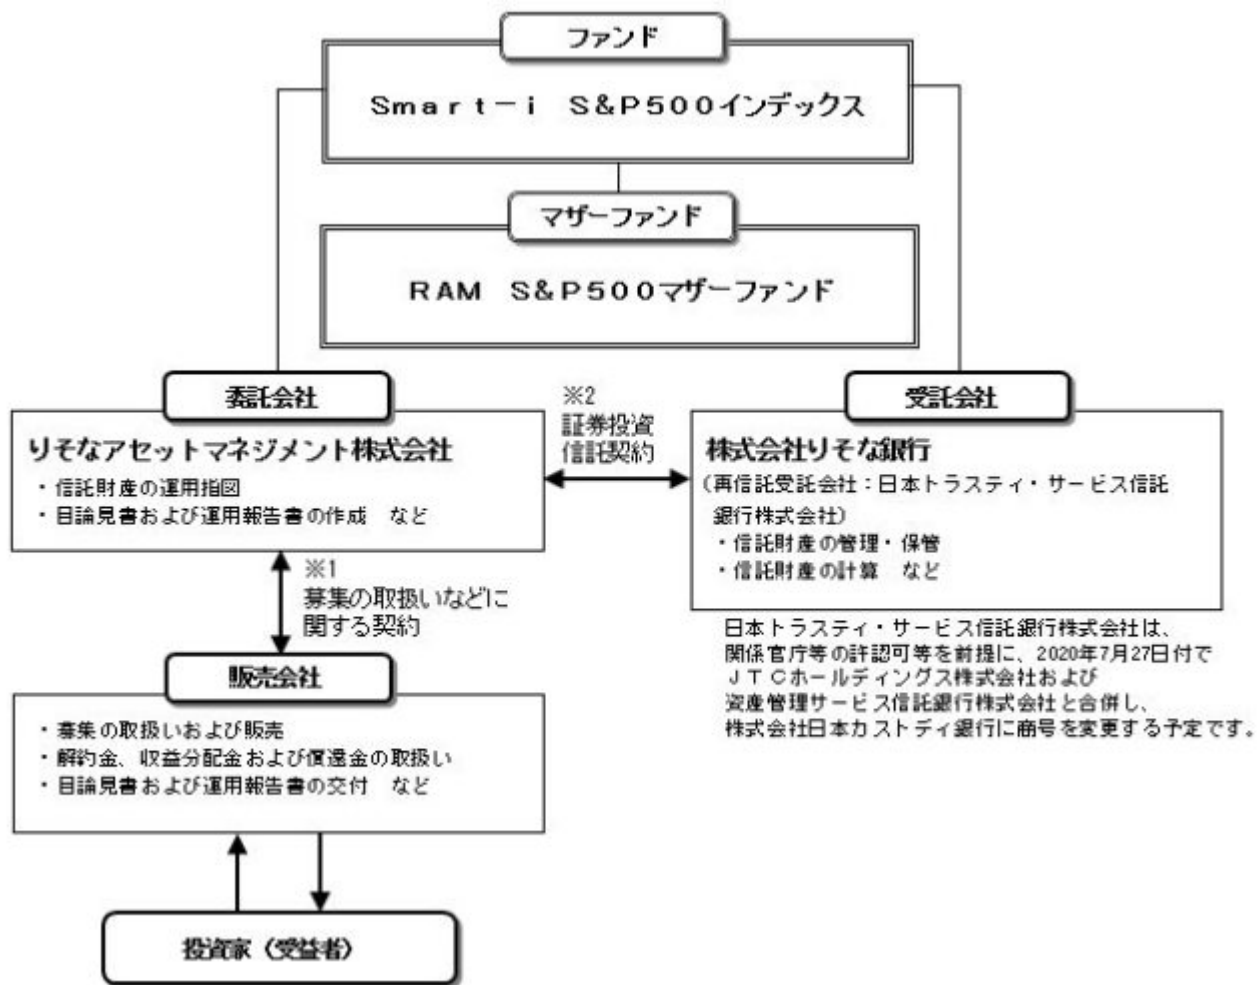 ファンド
Ｓｍａｒｔ－ｉ　Ｓ＆Ｐ５００インデックス
マザーファンド
ＲＡＭ　Ｓ＆Ｐ５００マザーファンド
委託会社
りそなアセットマネジメント株式会社
・信託財産の運用指図
・目論見書および運用報告書の作成　など
※2
証券投資
信託契約
受託会社
株式会社りそな銀行
（再信託受託会社：日本トラスティ・サービス信託
銀行株式会社）
・信託財産の管理・保管
・信託財産の計算　など
日本トラスティ・サービス信託銀行株式会社は、
関係官庁等の許認可等を前提に、2020年7月27日付で
ＪＴＣホールディングス株式会社および
資産管理サービス信託銀行株式会社と合併し、
株式会社日本カストディ銀行に商号を変更する予定です。
※1
募集の取扱いなどに
関する契約
販売会社
・募集の取扱いおよび販売
・解約金、収益分配金および償還金の取扱い
・目論見書および運用報告書の交付　など
投資家（受益者）